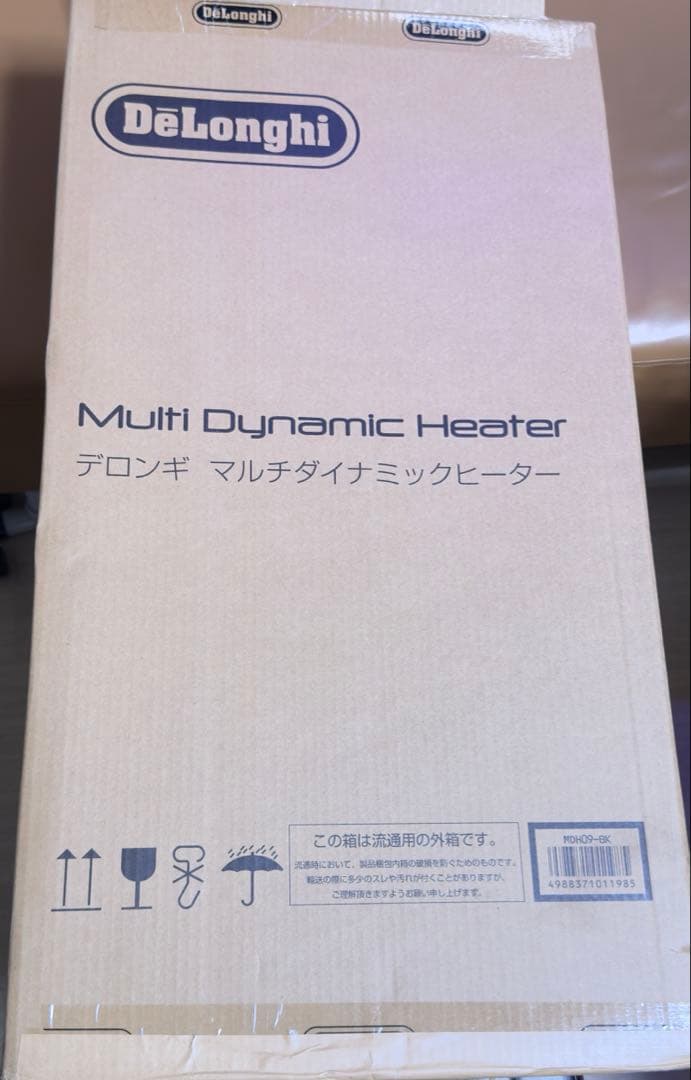 DeLonghi
DeLonghi
DēLonghi
Multi Dynamic Heater
デロンギ マルチダイナミックヒーター
この箱は流通用の外箱です。
流通時において、製品梱包内箱の破損を防ぐためのものです。
輸送の際に多少のスレや汚れが付くことがありますが、
ご理解頂きますようお願い申し上げます。
MDH09-BK
4988371011985